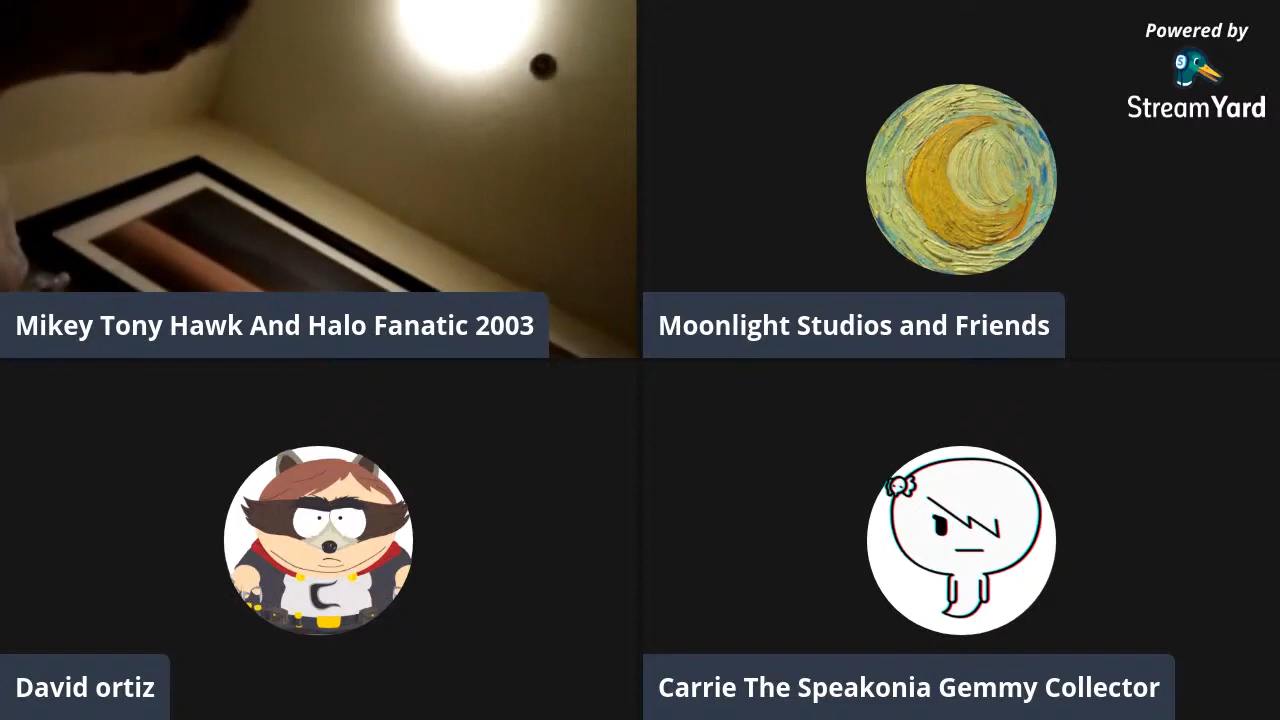 Powered by
StreamYard
Mikey Tony Hawk And Halo Fanatic 2003
Moonlight Studios and Friends
David ortiz
Carrie The Speakonia Gemmy Collector